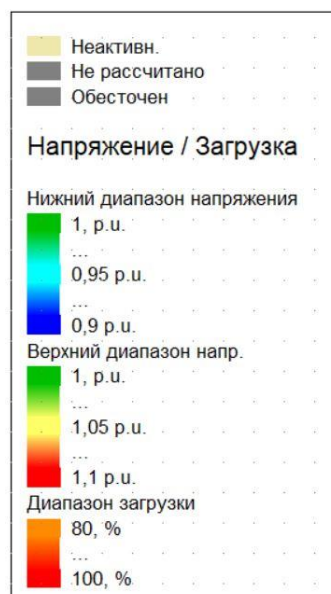 Неактивн.
Не рассчитано
Обесточен
Напряжение / Загрузка
Нижний диапазон напряжения
1, p.u.
...
0,95 p.u.
...
0,9 p.u.
Верхний диапазон напр.
1, p.u.
...
1,05 p.u.
...
1,1 p.u.
Диапазон загрузки
80, %
...
100, %